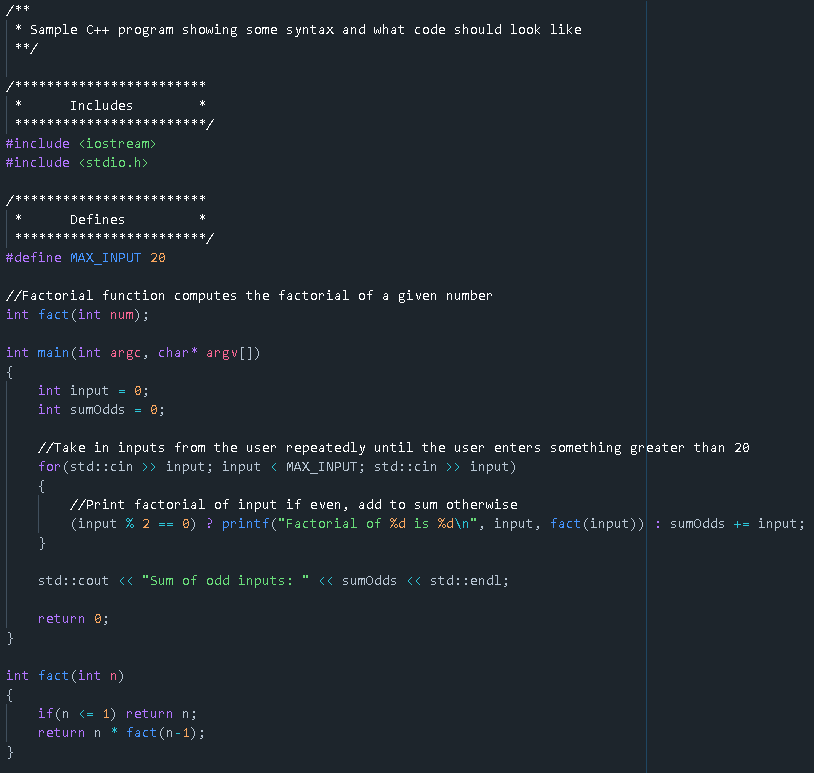 /**
 * Sample C++ program showing some syntax and what code should look like
 **/

/************************
 *      Includes        *
 ************************/
#include <iostream>
#include <stdio.h>

/************************
 *      Defines         *
 ************************/
#define MAX_INPUT 20

//Factorial function computes the factorial of a given number
int fact(int num);

int main(int argc, char* argv[])
{
    int input = 0;
    int sumOdds = 0;

    //Take in inputs from the user repeatedly until the user enters something greater than 20
    for(std::cin >> input; input < MAX_INPUT; std::cin >> input)
    {
        //Print factorial of input if even, add to sum otherwise
        (input % 2 == 0) ? printf("Factorial of %d is %d\n", input, fact(input)) : sumOdds += input;
    }

    std::cout << "Sum of odd inputs: " << sumOdds << std::endl;

    return 0;
}

int fact(int n)
{
    if(n <= 1) return n;
    return n * fact(n-1);
}